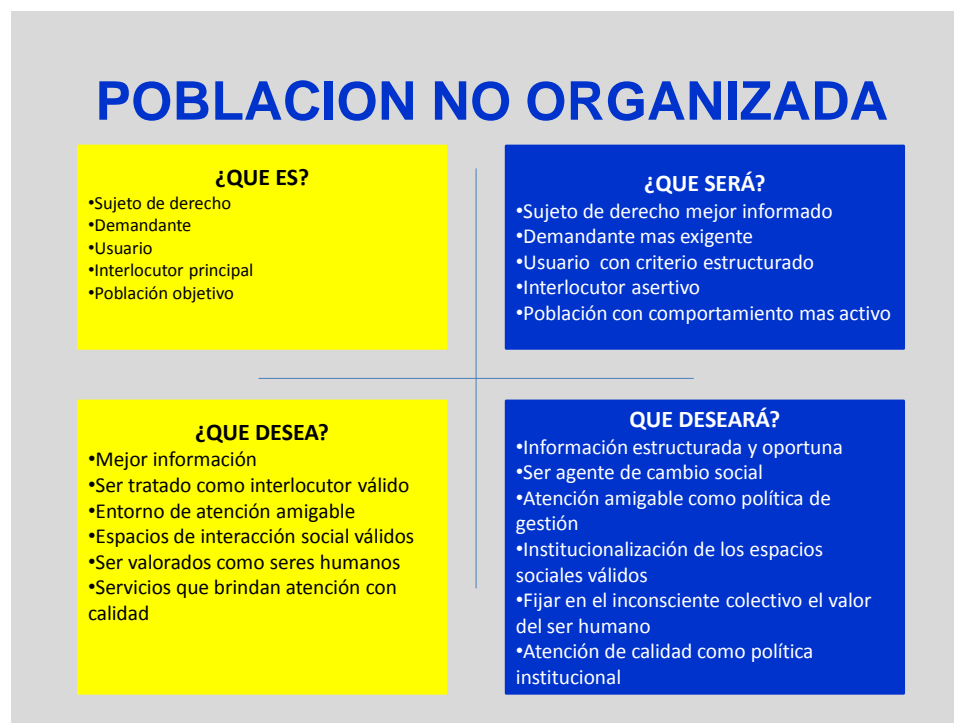 POBLACION NO ORGANIZADA
¿QUE ES?
•Sujeto de derecho
•Demandante
•Usuario
•Interlocutor principal
•Población objetivo
¿QUE SERÁ?
•Sujeto de derecho mejor informado
•Demandante mas exigente
•Usuario con criterio estructurado
•Interlocutor asertivo
•Población con comportamiento mas activo
¿QUE DESEA?
•Mejor información
•Ser tratado como interlocutor válido
•Entorno de atención amigable
•Espacios de interacción social válidos
•Ser valorados como seres humanos
•Servicios que brindan atención con
calidad
QUE DESEARÁ?
•Información estructurada y oportuna
•Ser agente de cambio social
•Atención amigable como política de
gestión
•Institucionalización de los espacios
sociales válidos
•Fijar en el inconsciente colectivo el valor
del ser humano
•Atención de calidad como política
institucional